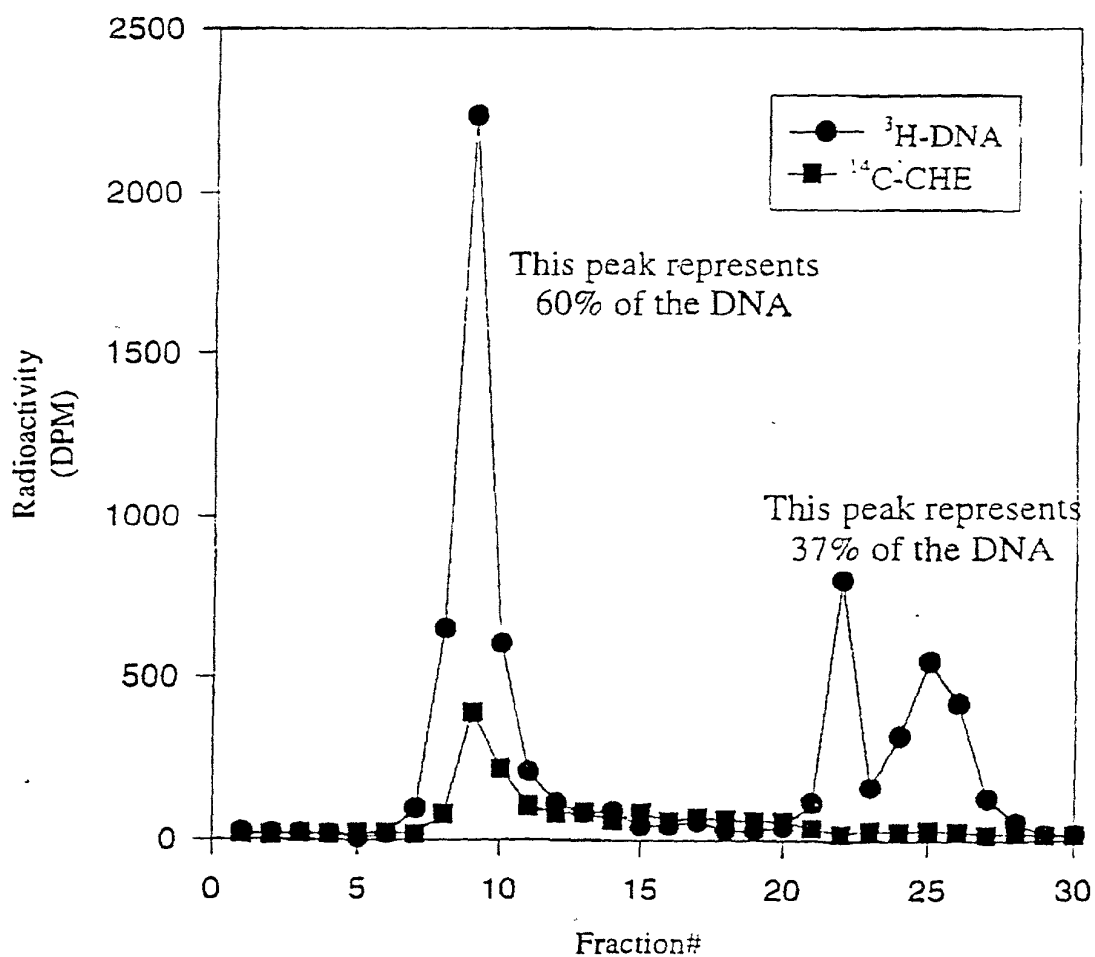 2500
2000
1500
1000
500
0
Radioactivity
(DPM)
³H-DNA
¹⁴C-CHE
This peak represents
60% of the DNA
This peak represents
37% of the DNA
0 5 10 15 20 25 30
Fraction#